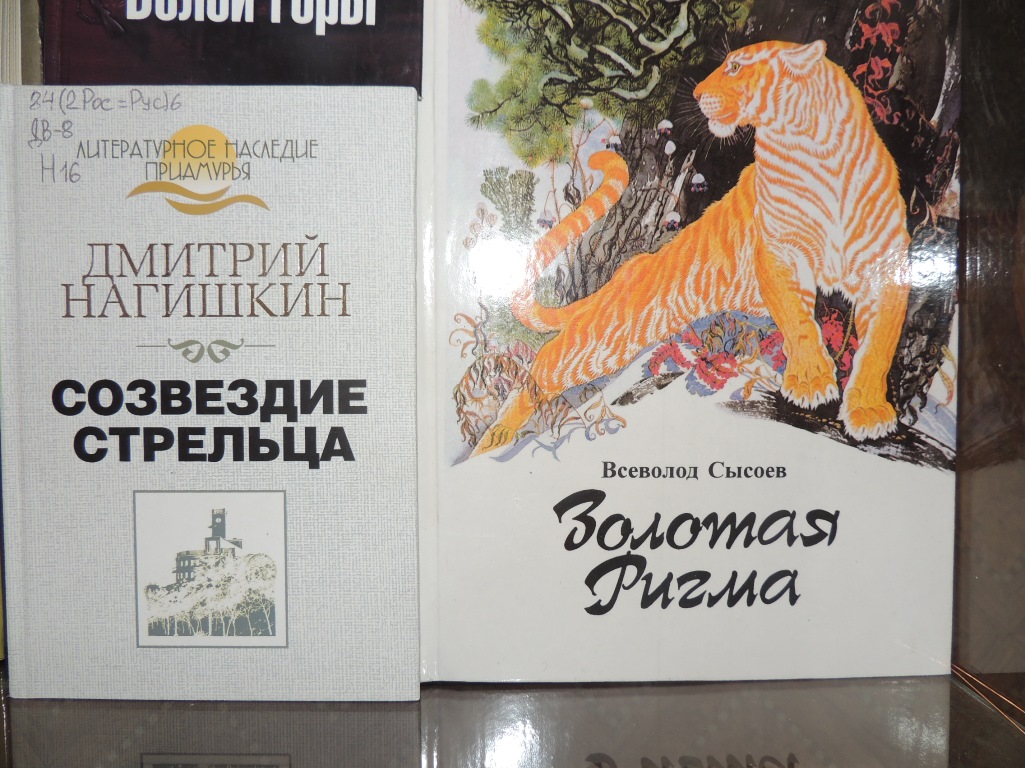 Белой горы
84(2Рос=Рус)6
ДВ-8
Н16
ЛИТЕРАТУРНОЕ НАСЛЕДИЕ
ПРИАМУРЬЯ
ДМИТРИЙ
НАГИШКИН
СОЗВЕЗДИЕ
СТРЕЛЬЦА
Всеволод Сысоев
Золотая
Ригма